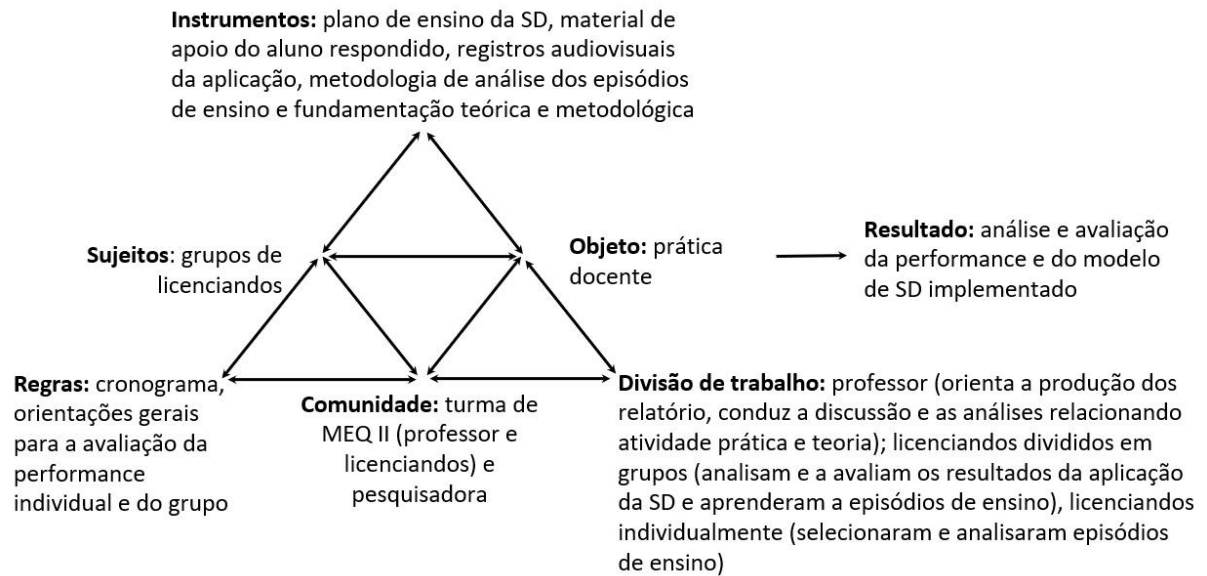 Instrumentos: plano de ensino da SD, material de
apoio do aluno respondido, registros audiovisuais
da aplicação, metodologia de análise dos episódios
de ensino e fundamentação teórica e metodológica
Sujeitos: grupos de
licenciandos
Objeto: prática
docente
Resultado: análise e avaliação
da performance e do modelo
de SD implementado
Regras: cronograma,
orientações gerais
para a avaliação da
performance
individual e do grupo
Comunidade: turma de
MEQ II (professor e
licenciandos) e
pesquisadora
Divisão de trabalho: professor (orienta a produção dos
relatório, conduz a discussão e as análises relacionando
atividade prática e teoria); licenciandos divididos em
grupos (analisam e a avaliam os resultados da aplicação
da SD e aprenderam a episódios de ensino), licenciandos
individualmente (selecionaram e analisaram episódios
de ensino)